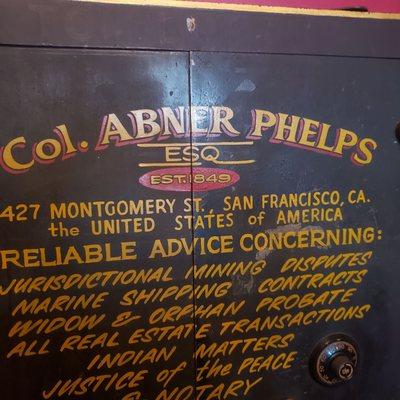 Col. ABNER PHELPS
ESQ
EST. 1849
427 MONTGOMERY ST., SAN FRANCISCO, CA.
the UNITED STATES of AMERICA
RELIABLE ADVICE CONCERNING:
JURISDICTIONAL MINING DISPUTES
MARINE SHIPPING CONTRACTS
WIDOW & ORPHAN PROBATE
ALL REAL ESTATE TRANSACTIONS
INDIAN MATTERS
JUSTICE of the PEACE
& NOTARY